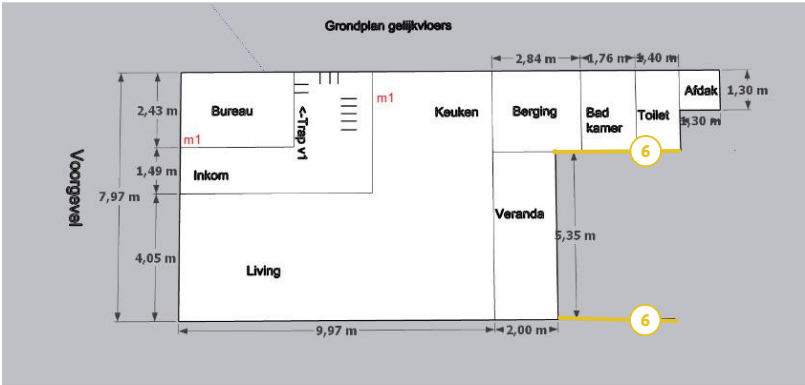 Grondplan gelijkvloers
2,84 m
1,76 m
1,40 m
2,43 m
Bureau
<-Trap v1
m1
Keuken
Berging
Bad
kamer
Toilet
Afdak
1,30 m
1,30 m
m1
6
Voorgevel
7,97 m
1,49 m
Inkom
Veranda
5,35 m
4,05 m
Living
6
9,97 m
2,00 m